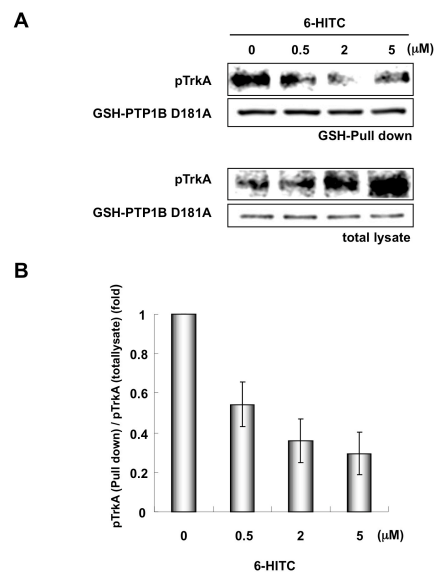 A
6-HITC
0 0.5 2 5 (μM)
pTrkA
GSH-PTP1B D181A
GSH-Pull down
pTrkA
GSH-PTP1B D181A
total lysate
B
pTrkA (Pull down) / pTrkA (totallysate) (fold)
1
0.8
0.6
0.4
0.2
0
0 0.5 2 5 (μM)
6-HITC